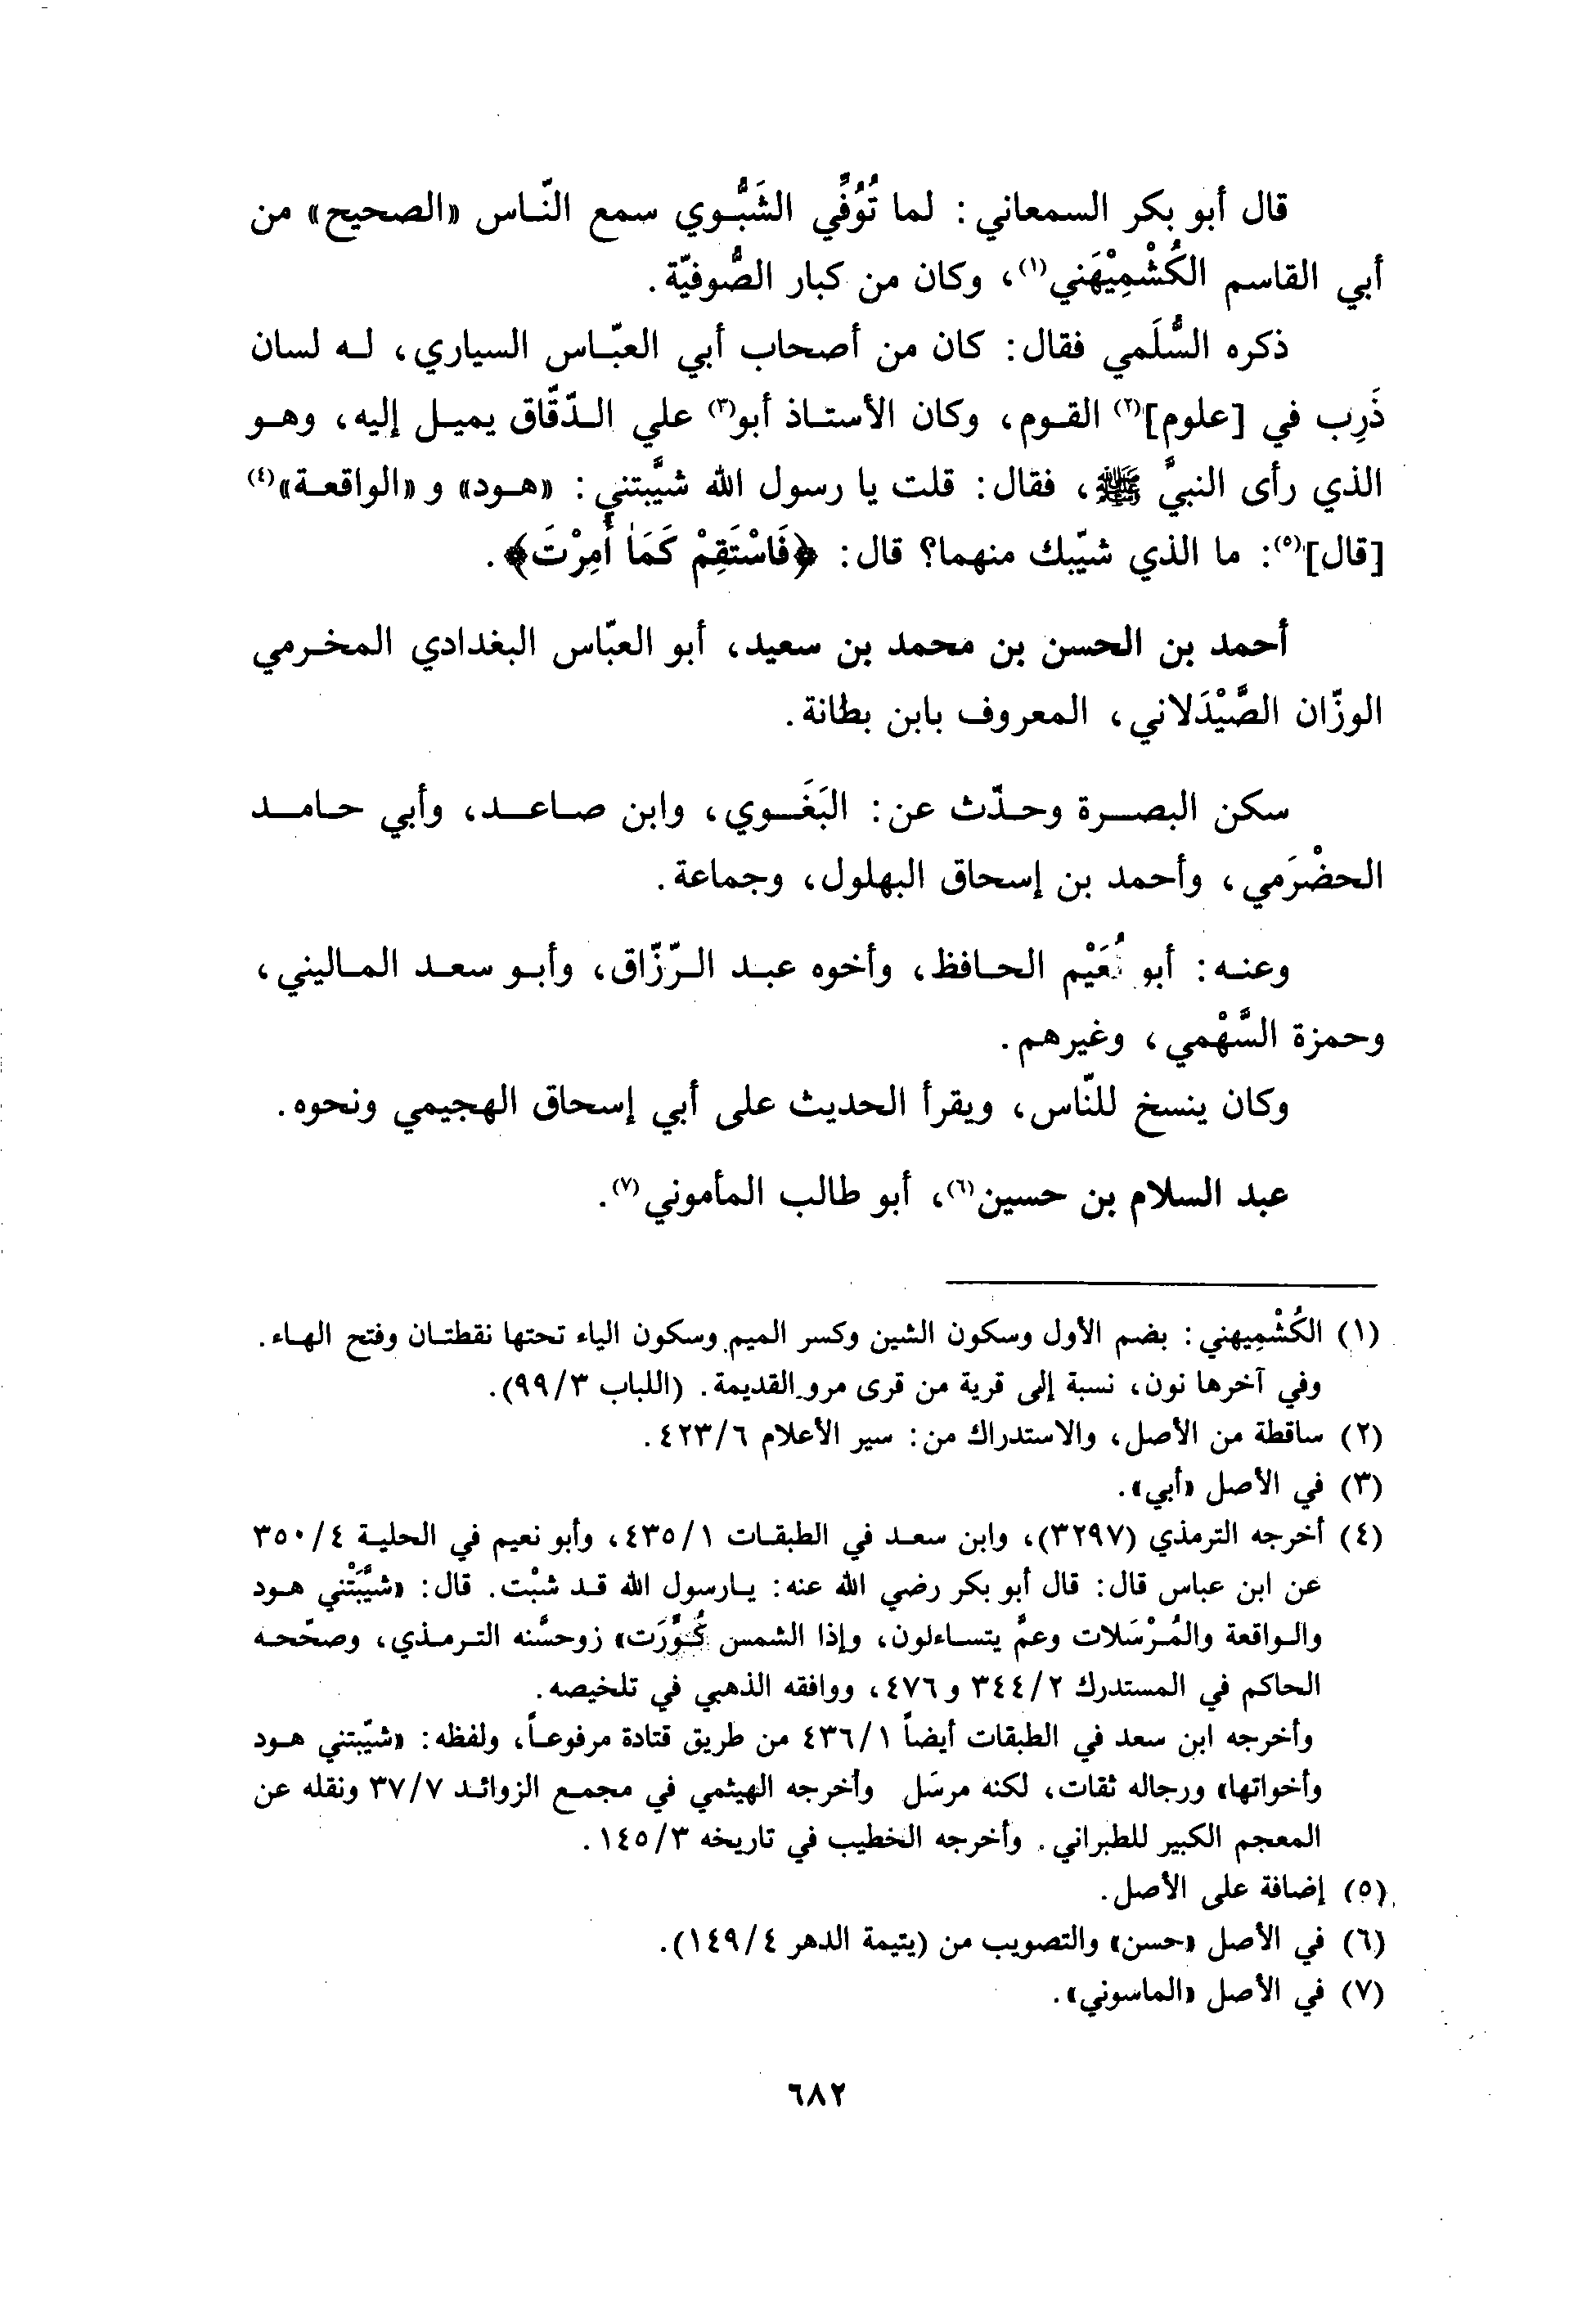 قال أبو بكر السمعاني: لما تُوُفِّي الشَبُّوي سمع النّاس «الصحيح» من
أبي القاسم الكُشْمِيْهَني(١)، وكان من كبار الصُّوفيّة.
ذكره السُّلَمي فقال: كان من أصحاب أبي العبّاس السياري، له لسان
ذَرِب في [علوم](٢) القوم، وكان الأستاذ أبو(٣) علي الدّقّاق يميل إليه، وهو
الذي رأى النبيَّ ﷺ، فقال: قلت يا رسول الله شيَّبتني: «هود» و «الواقعة»(٤)
[قال](٥): ما الذي شيّبك منهما؟ قال: ﴿فَاسْتَقِمْ كَمَا أُمِرْتَ﴾.
أحمد بن الحسن بن محمد بن سعيد، أبو العبّاس البغدادي المخرمي
الوزّان الصَّيْدَلاني، المعروف بابن بطانة.
سكن البصرة وحدّث عن: البَغَوي، وابن صاعد، وأبي حامد
الحضْرَمي، وأحمد بن إسحاق البهلول، وجماعة.
وعنه: أبو نُعَيْم الحافظ، وأخوه عبد الرّزّاق، وأبو سعد الماليني،
وحمزة السَّهْمي، وغيرهم.
وكان ينسخ للنّاس، ويقرأ الحديث على أبي إسحاق الهجيمي ونحوه.
عبد السلام بن حسين(٦)، أبو طالب المأموني(٧).
(١) الكُشْمِيهني: بضم الأول وسكون الشين وكسر الميم وسكون الياء تحتها نقطتان وفتح الهاء.
وفي آخرها نون، نسبة إلى قرية من قرى مرو القديمة. (اللباب ٩٩/٣).
(٢) ساقطة من الأصل، والاستدراك من: سير الأعلام ٤٢٣/٦.
(٣) في الأصل «أبي».
(٤) أخرجه الترمذي (٣٢٩٧)، وابن سعد في الطبقات ٤٣٥/١، وأبو نعيم في الحلية ٣٥٠/٤
عن ابن عباس قال: قال أبو بكر رضي الله عنه: يارسول الله قد شبْت. قال: «شيَّبَتْني هود
والواقعة والمُرْسَلات وعمَّ يتساءلون، وإذا الشمس كُوِّرَت» زوحسَّنه الترمذي، وصحّحه
الحاكم في المستدرك ٣٤٤/٢ و ٤٧٦، ووافقه الذهبي في تلخيصه.
وأخرجه ابن سعد في الطبقات أيضاً ٤٣٦/١ من طريق قتادة مرفوعاً، ولفظه: «شيّبتني هود
وأخواتها» ورجاله ثقات، لكنه مرسَل وأخرجه الهيثمي في مجمع الزوائد ٣٧/٧ ونقله عن
المعجم الكبير للطبراني. وأخرجه الخطيب في تاريخه ١٤٥/٣.
(٥) إضافة على الأصل.
(٦) في الأصل «حسن» والتصويب من (يتيمة الدهر ١٤٩/٤).
(٧) في الأصل «الماسوني».
٦٨٢